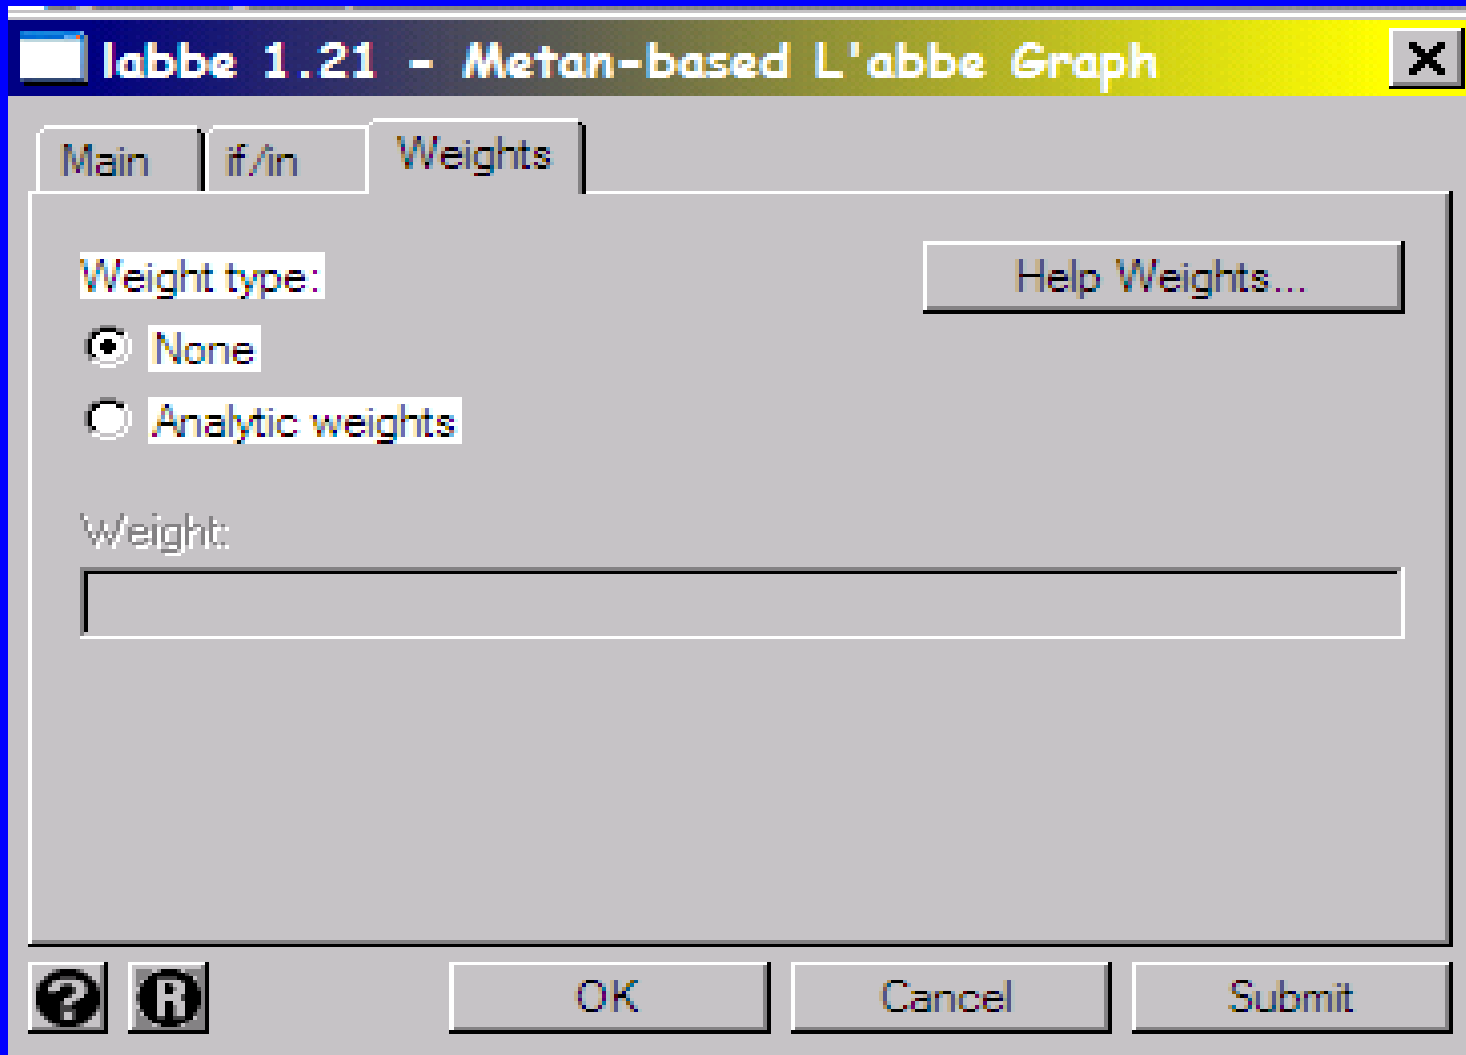 labbe 1.21 - Metan-based L'abbe Graph
Main if/in Weights
Weight type:
Help Weights...
None
Analytic weights
Weight:
? R OK Cancel Submit